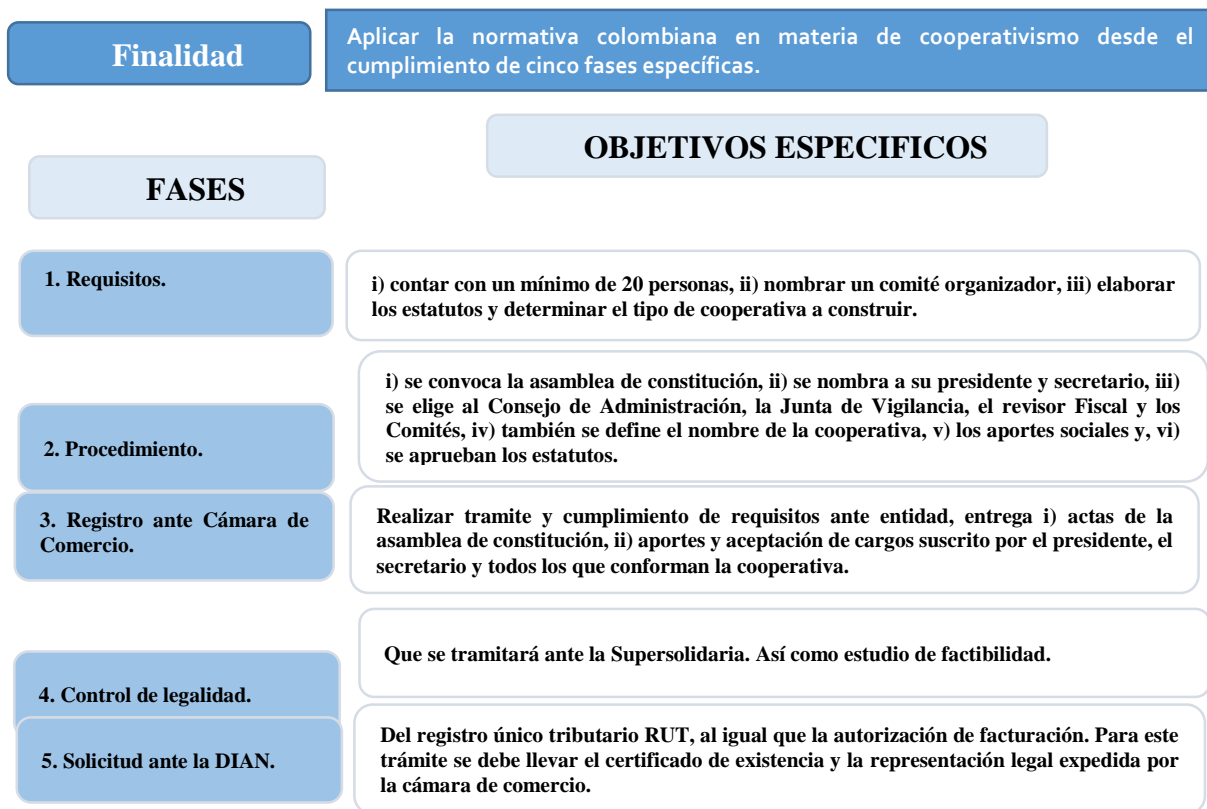 Finalidad
Aplicar la normativa colombiana en materia de cooperativismo desde el
cumplimiento de cinco fases específicas.
OBJETIVOS ESPECIFICOS
FASES
1. Requisitos.
i) contar con un mínimo de 20 personas, ii) nombrar un comité organizador, iii) elaborar
los estatutos y determinar el tipo de cooperativa a construir.
2. Procedimiento.
i) se convoca la asamblea de constitución, ii) se nombra a su presidente y secretario, iii)
se elige al Consejo de Administración, la Junta de Vigilancia, el revisor Fiscal y los
Comités, iv) también se define el nombre de la cooperativa, v) los aportes sociales y, vi)
se aprueban los estatutos.
3. Registro ante Cámara de
Comercio.
Realizar tramite y cumplimiento de requisitos ante entidad, entrega i) actas de la
asamblea de constitución, ii) aportes y aceptación de cargos suscrito por el presidente, el
secretario y todos los que conforman la cooperativa.
4. Control de legalidad.
Que se tramitará ante la Supersolidaria. Así como estudio de factibilidad.
5. Solicitud ante la DIAN.
Del registro único tributario RUT, al igual que la autorización de facturación. Para este
trámite se debe llevar el certificado de existencia y la representación legal expedida por
la cámara de comercio.